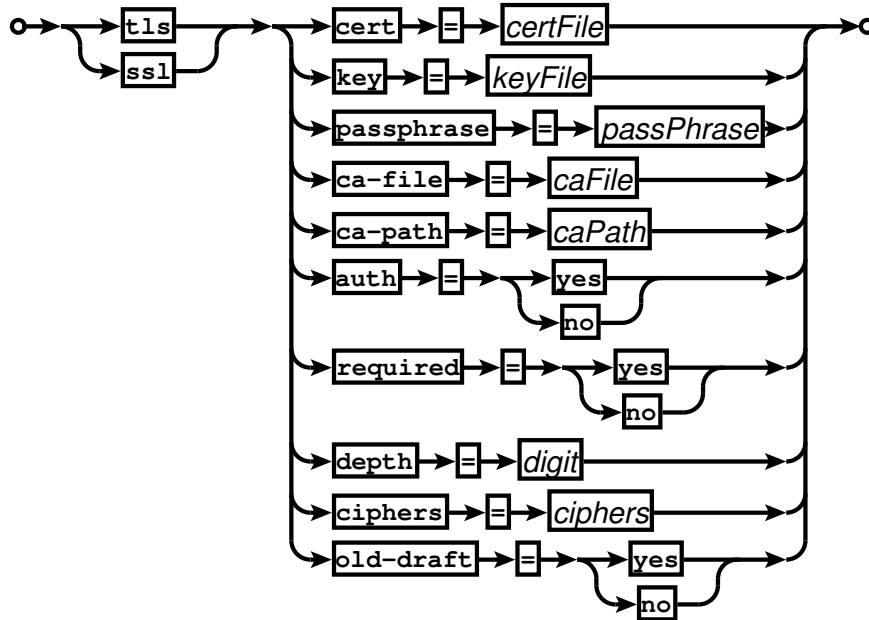 tls cert = certFile
ssl key = keyFile
passphrase = passPhrase
ca-file = caFile
ca-path = caPath
auth = yes
no
required = yes
no
depth = digit
ciphers = ciphers
old-draft = yes
no